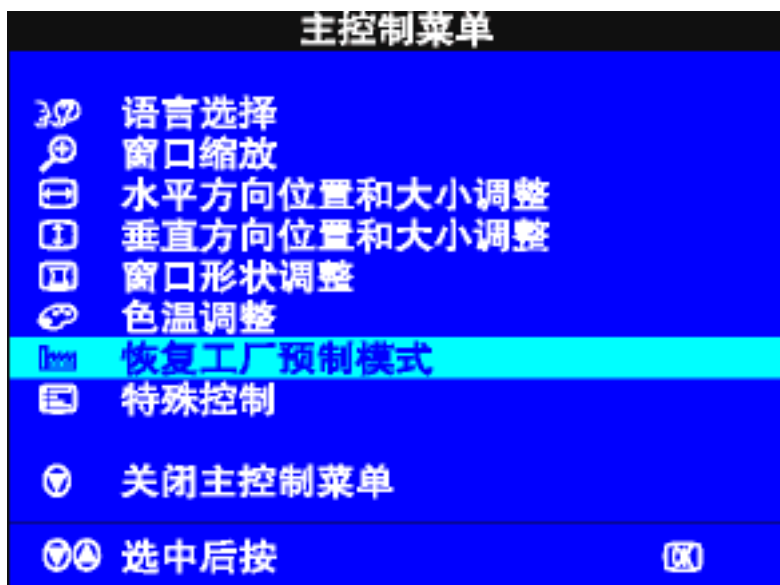 主控制菜单
语言选择
窗口缩放
水平方向位置和大小调整
垂直方向位置和大小调整
窗口形状调整
色温调整
恢复工厂预制模式
特殊控制
关闭主控制菜单
选中后按 OK